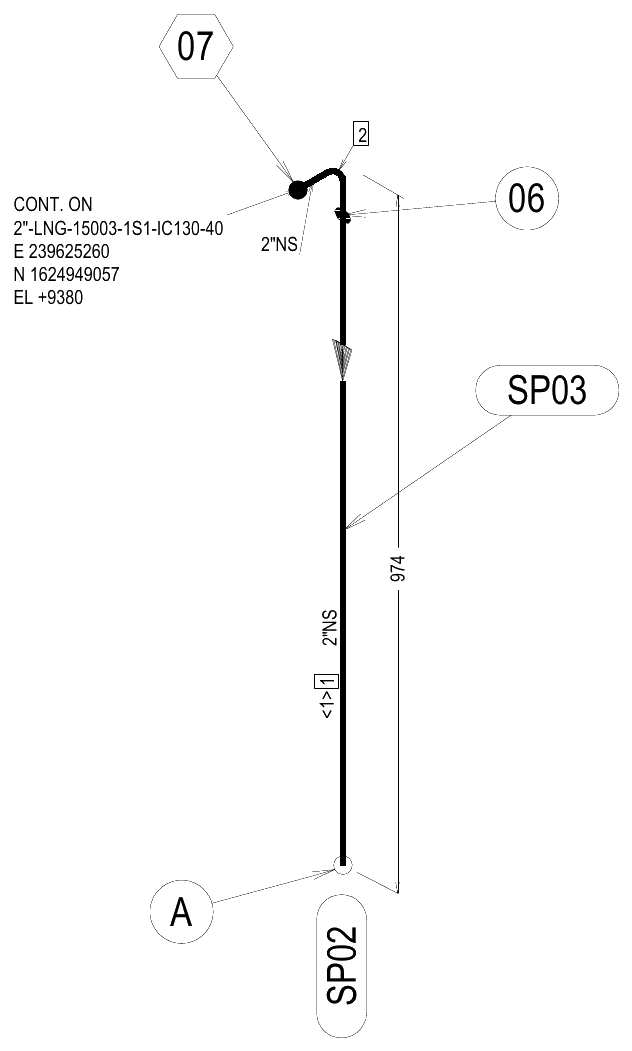 07
2
CONT. ON
2"-LNG-15003-1S1-IC130-40
E 239625260
N 1624949057
EL +9380
2"NS
06
SP03
974
2"NS
<1> 1
A
SP02